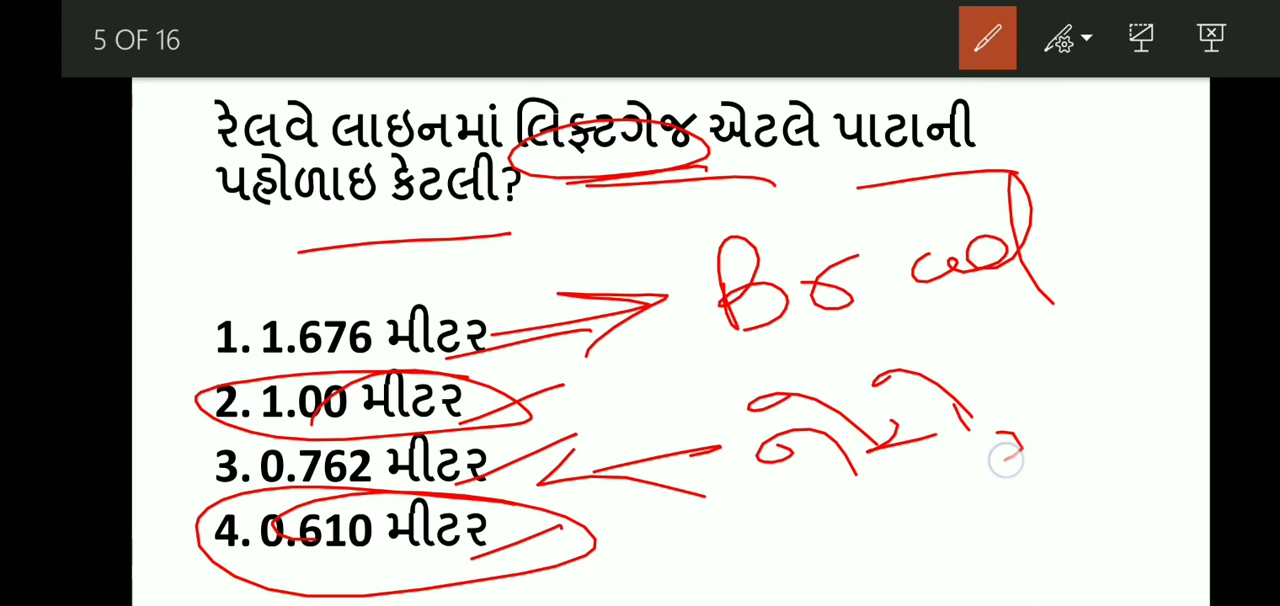 5 OF 16
રેલવે લાઇનમાં લિફ્ટગેજ એટલે પાટાની
પહોળાઇ કેટલી?
1. 1.676 મીટર
2. 1.00 મીટર
3. 0.762 મીટર
4. 0.610 મીટર